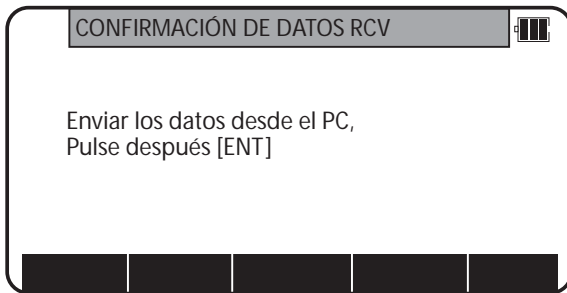 CONFIRMACIÓN DE DATOS RCV
Enviar los datos desde el PC,
Pulse después [ENT]